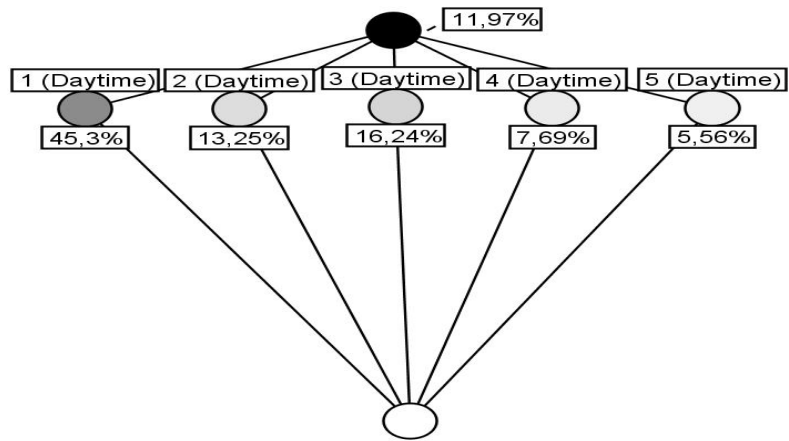 11,97%
1 (Daytime)
2 (Daytime)
3 (Daytime)
4 (Daytime)
5 (Daytime)
45,3%
13,25%
16,24%
7,69%
5,56%